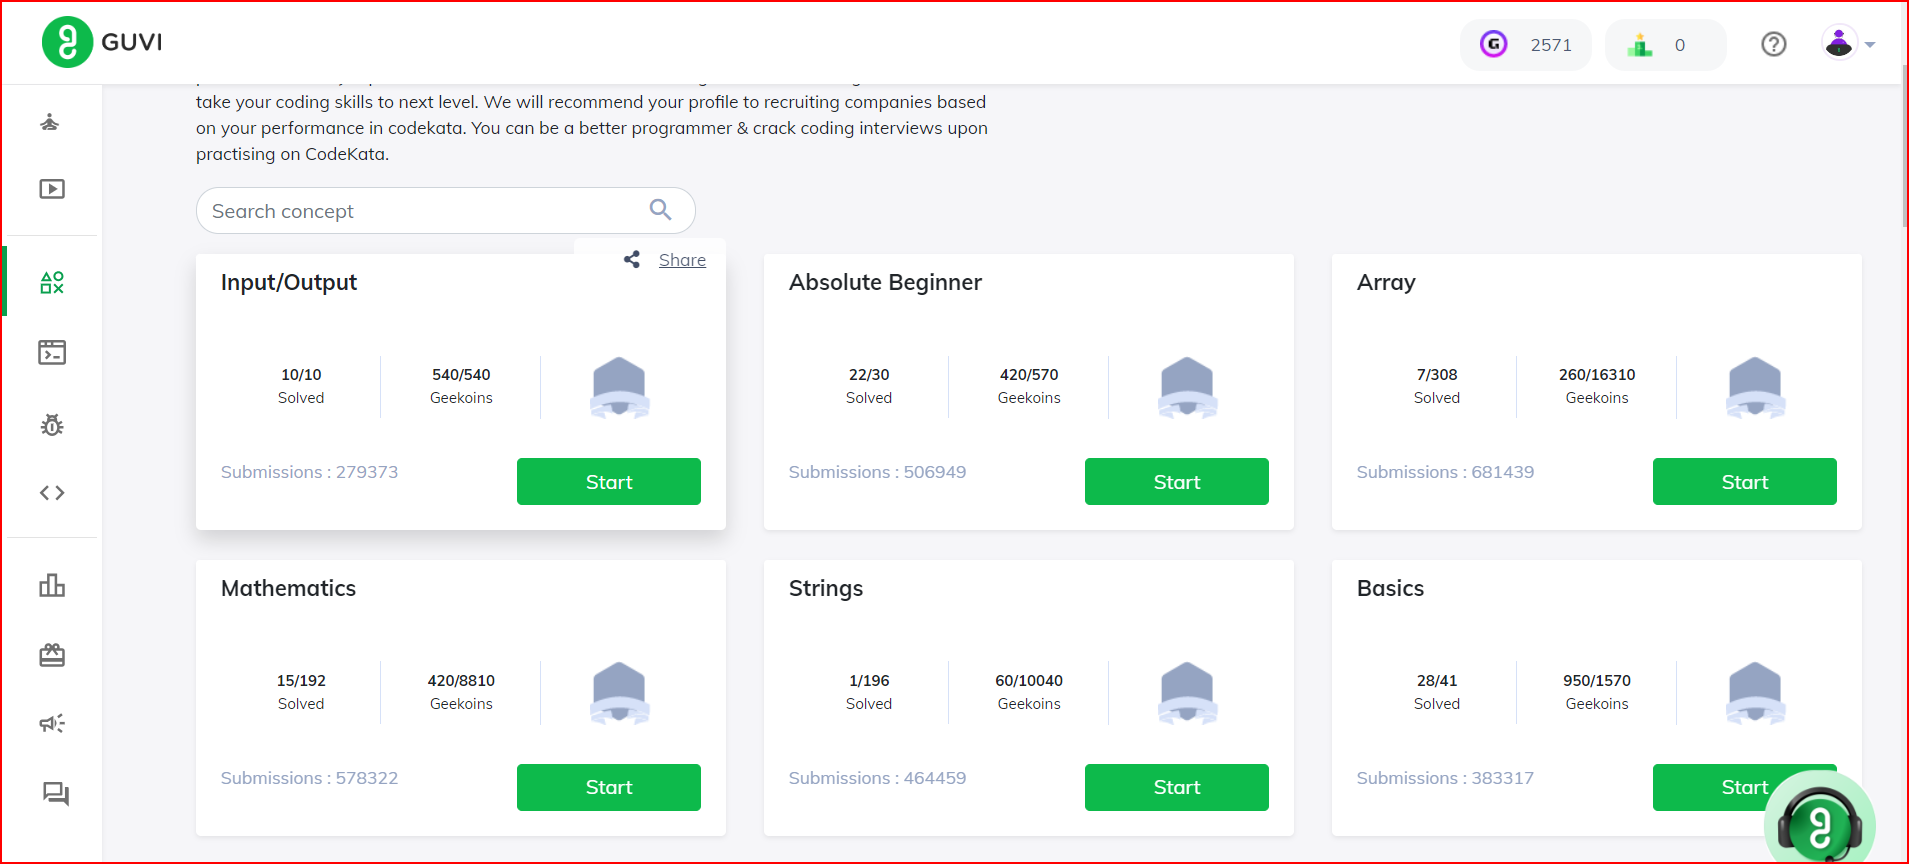 GUVI
2571
0
take your coding skills to next level. We will recommend your profile to recruiting companies based
on your performance in codekata. You can be a better programmer & crack coding interviews upon
practising on CodeKata.
Search concept
Share
Input/Output
10/10
Solved
540/540
Geekoins
Submissions : 279373
Start
Absolute Beginner
22/30
Solved
420/570
Geekoins
Submissions : 506949
Start
Array
7/308
Solved
260/16310
Geekoins
Submissions : 681439
Start
Mathematics
15/192
Solved
420/8810
Geekoins
Submissions : 578322
Start
Strings
1/196
Solved
60/10040
Geekoins
Submissions : 464459
Start
Basics
28/41
Solved
950/1570
Geekoins
Submissions : 383317
Start